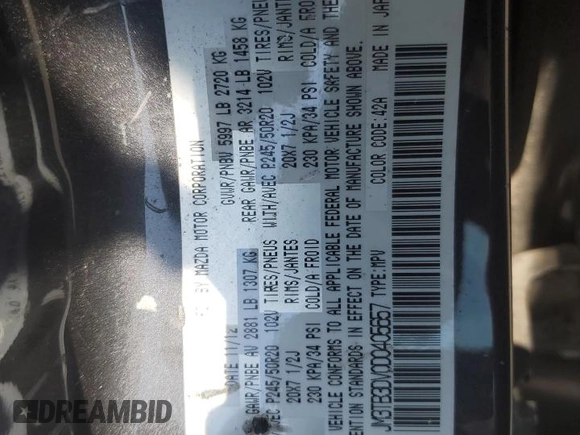 BY MAZDA MOTOR CORPORATION
DATE 11/12 GVWR/PNBV 5997 LB 2720 KG
GAWR/PNBE AV 2881 LB 1307 KG REAR GAWR/PNBE AR 3214 LB 1458 KG
P245/50R20 102V TIRES/PNEUS WITH/AVEC P245/50R20 102V TIRES/PNEU
20X7 1/2J RIMS/JANTES 20X7 1/2J RIMS/JANTES
230 KPA/34 PSI COLD/A FROID 230 KPA/34 PSI COLD/A FROI
VEHICLE CONFORMS TO ALL APPLICABLE FEDERAL MOTOR VEHICLE SAFETY AND THE
STANDARDS IN EFFECT ON THE DATE OF MANUFACTURE SHOWN ABOVE.
TYPE:MPV COLOR CODE:42A MADE IN JAP
DREAMBID